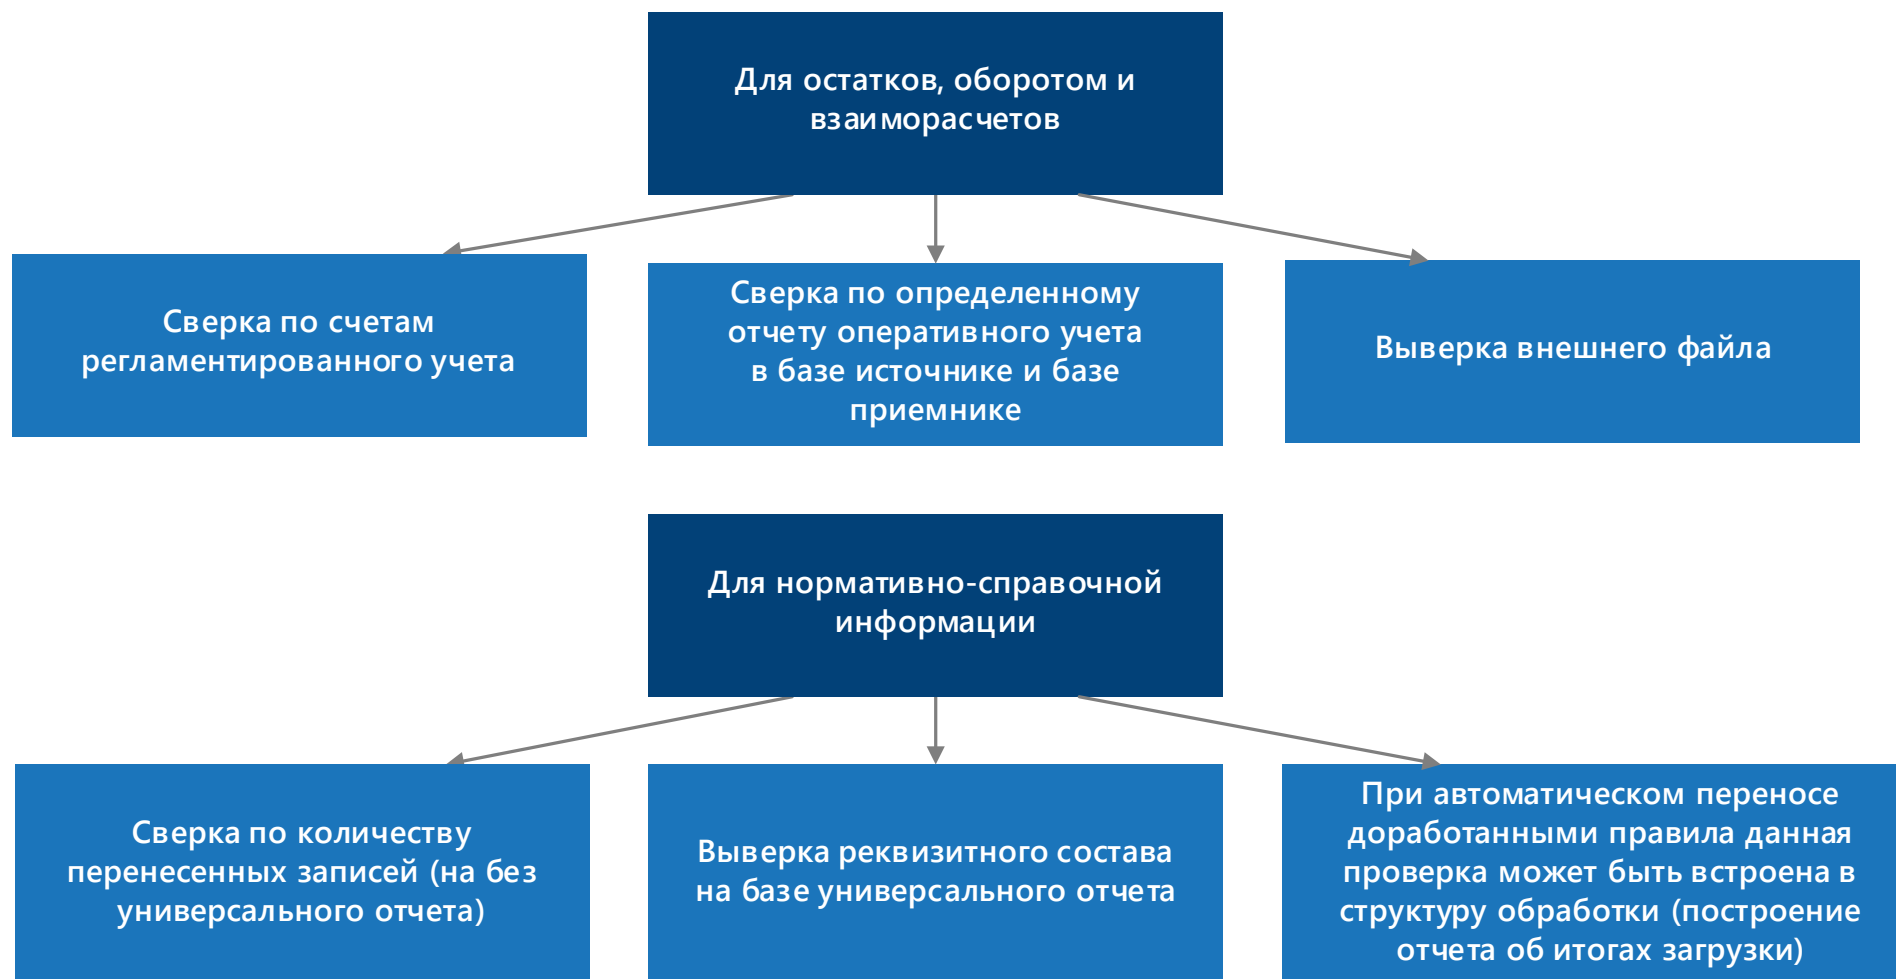 Для остатков, оборотом и
взаиморасчетов
Сверка по счетам
регламентированного учета
Сверка по определенному
отчету оперативного учета
в базе источнике и базе
приемнике
Выверка внешнего файла
Для нормативно-справочной
информации
Сверка по количеству
перенесенных записей (на без
универсального отчета)
Выверка реквизитного состава
на базе универсального отчета
При автоматическом переносе
доработанными правила данная
проверка может быть встроена в
структуру обработки (построение
отчета об итогах загрузки)